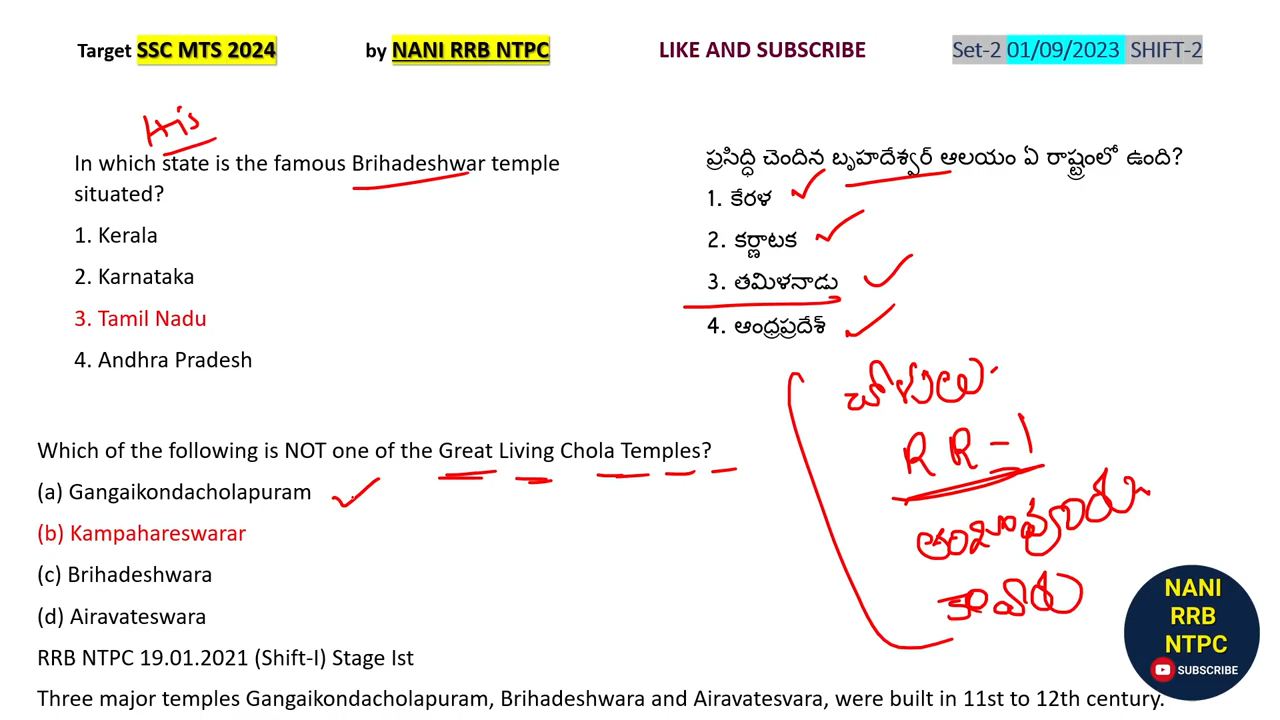 Target SSC MTS 2024 by NANI RRB NTPC LIKE AND SUBSCRIBE Set-2 01/09/2023 SHIFT-2
His
In which state is the famous Brihadeshwar temple
situated?
1. Kerala
2. Karnataka
3. Tamil Nadu
4. Andhra Pradesh
ప్రసిద్ధి చెందిన బృహదేశ్వర్ ఆలయం ఏ రాష్ట్రంలో ఉంది?
1. కేరళ
2. కర్ణాటక
3. తమిళనాడు
4. ఆంధ్రప్రదేశ్
చోళులు
RR-1
తంజావూరు
కావేరి
Which of the following is NOT one of the Great Living Chola Temples?
(a) Gangaikondacholapuram
(b) Kampahareswarar
(c) Brihadeshwara
(d) Airavateswara
RRB NTPC 19.01.2021 (Shift-I) Stage Ist
Three major temples Gangaikondacholapuram, Brihadeshwara and Airavatesvara, were built in 11st to 12th century.
NANI
RRB
NTPC
SUBSCRIBE